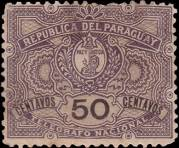 REPUBLICA DEL PARAGUAY
CENTAVOS 50 CENTAVOS
TELEGRAFO NACIONAL